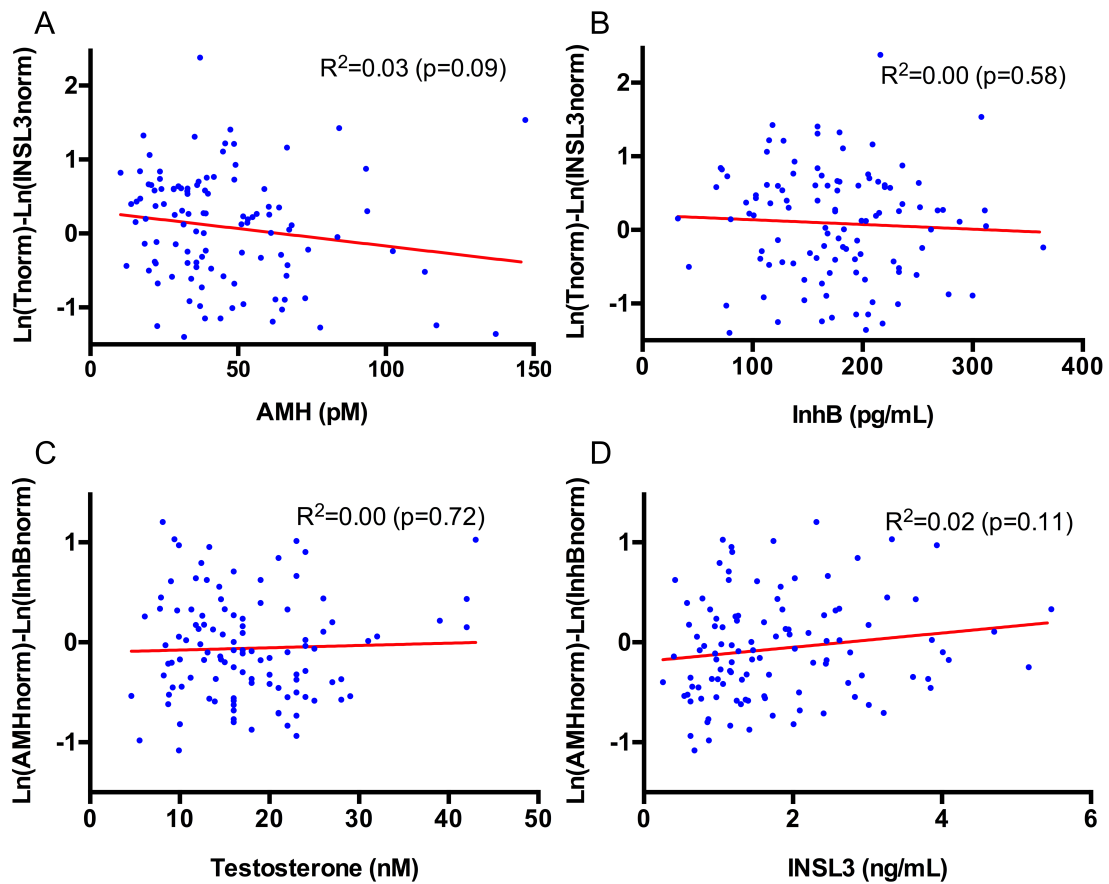 A
Ln(Tnorm)-Ln(INSL3norm)
R²=0.03 (p=0.09)
2
1
0
-1
0
50
100
150
AMH (pM)
B
Ln(Tnorm)-Ln(INSL3norm)
R²=0.00 (p=0.58)
2
1
0
-1
0
100
200
300
400
InhB (pg/mL)
C
Ln(AMHnorm)-Ln(InhBnorm)
R²=0.00 (p=0.72)
1
0
-1
0
10
20
30
40
50
Testosterone (nM)
D
Ln(AMHnorm)-Ln(InhBnorm)
R²=0.02 (p=0.11)
1
0
-1
0
2
4
6
INSL3 (ng/mL)